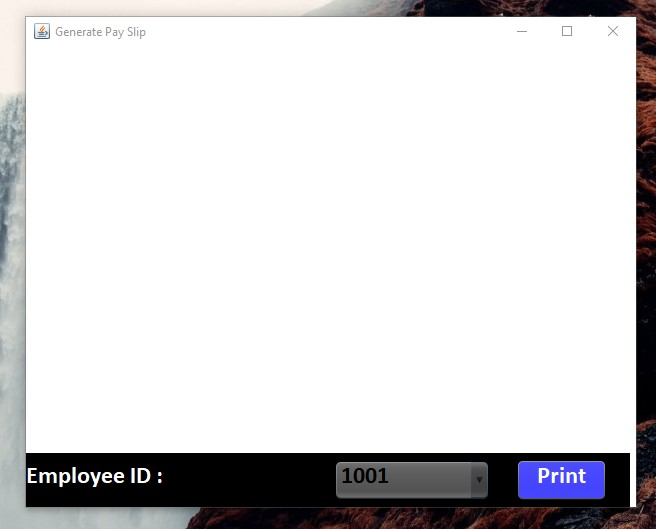 Generate Pay Slip
Employee ID : 1001 Print